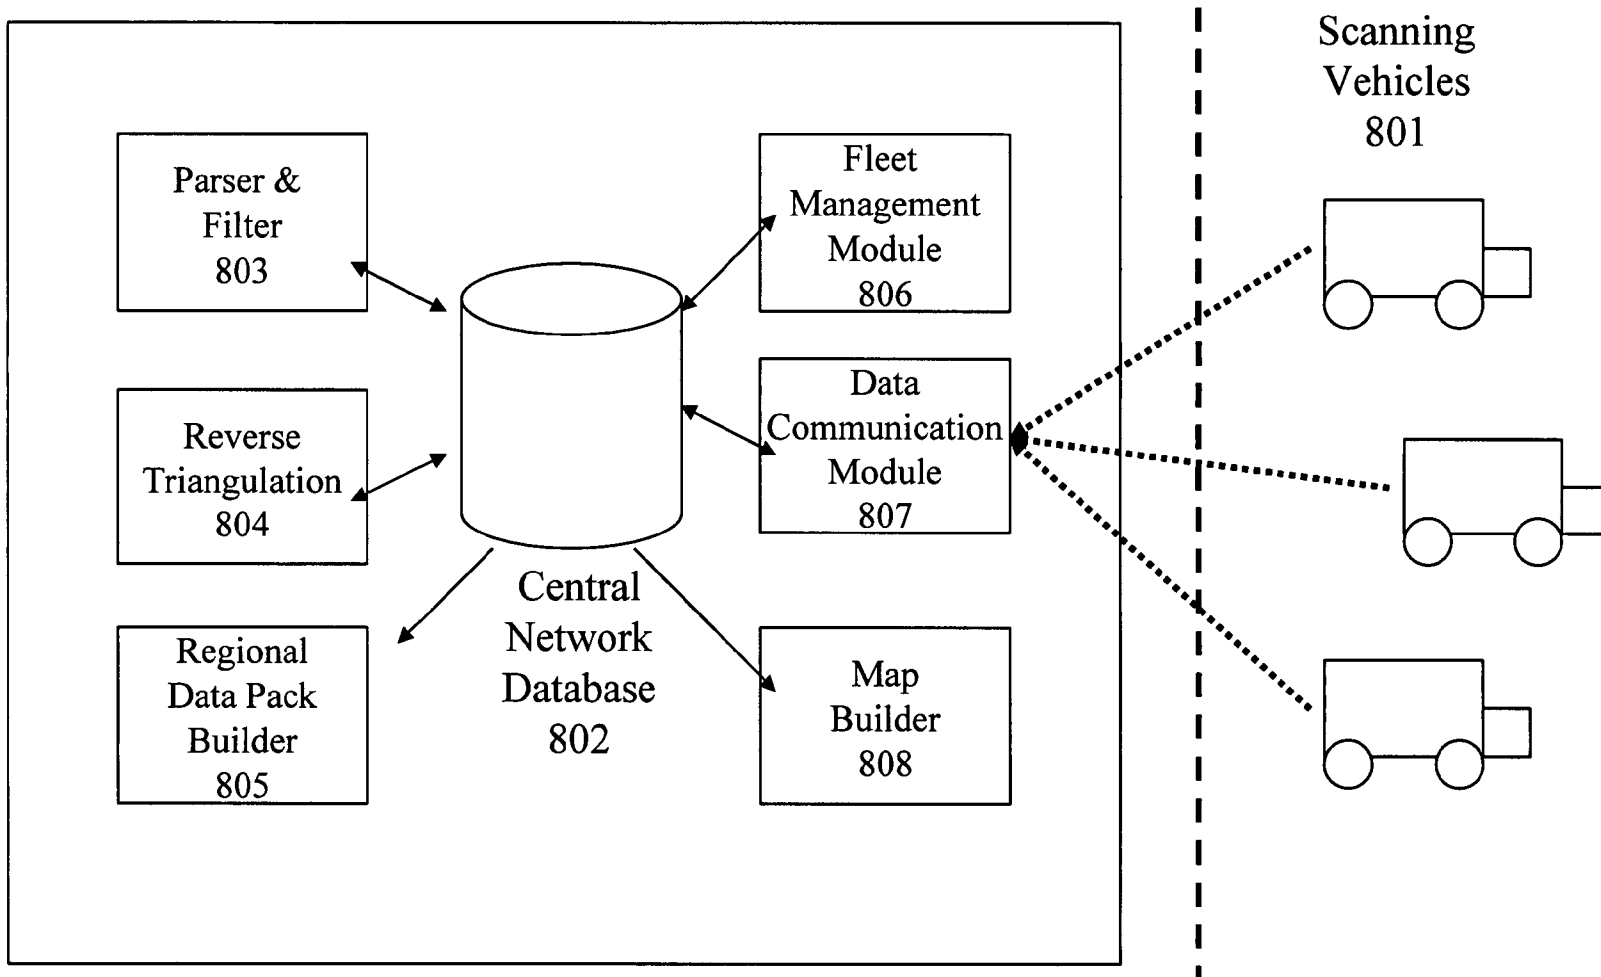 Scanning
Vehicles
801
Parser &
Filter
803
Fleet
Management
Module
806
Reverse
Triangulation
804
Data
Communication
Module
807
Central
Network
Database
802
Regional
Data Pack
Builder
805
Map
Builder
808